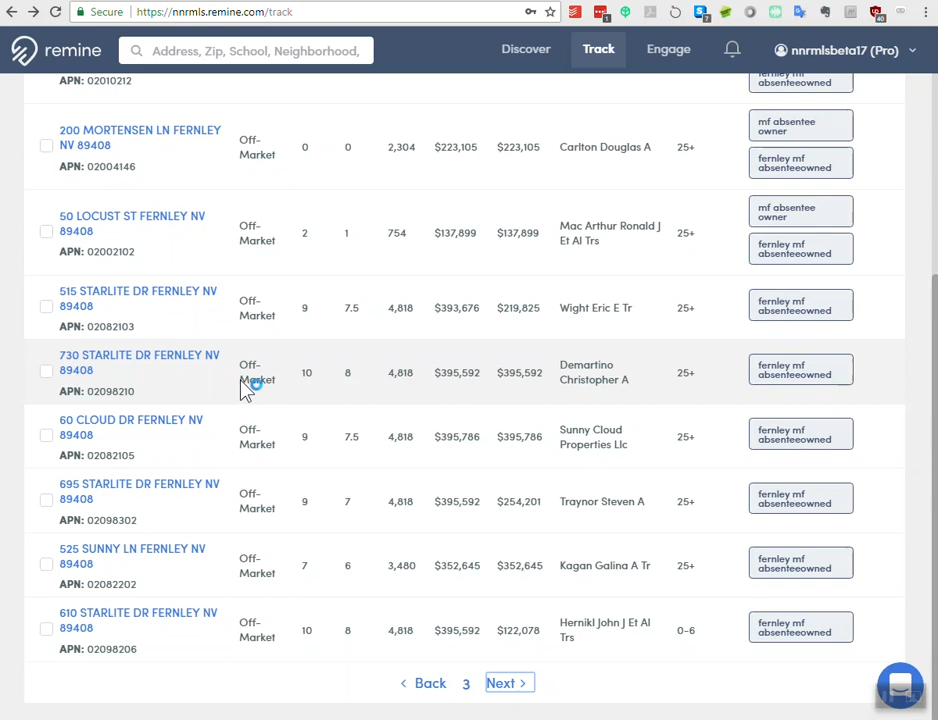 Secure
https://nnrmls.remine.com/track
1
7
40
remine
Address, Zip, School, Neighborhood,
Discover
Track
Engage
nnrmlsbeta17 (Pro)
APN: 02010212
fernley mf
absenteeowned
200 MORTENSEN LN FERNLEY
NV 89408
APN: 02004146
Off-
Market
0
0
2,304
$223,105
$223,105
Carlton Douglas A
25+
mf absentee
owner
fernley mf
absenteeowned
50 LOCUST ST FERNLEY NV
89408
APN: 02002102
Off-
Market
2
1
754
$137,899
$137,899
Mac Arthur Ronald J
Et Al Trs
25+
mf absentee
owner
fernley mf
absenteeowned
515 STARLITE DR FERNLEY NV
89408
APN: 02082103
Off-
Market
9
7.5
4,818
$393,676
$219,825
Wight Eric E Tr
25+
fernley mf
absenteeowned
730 STARLITE DR FERNLEY NV
89408
APN: 02098210
Off-
Market
10
8
4,818
$395,592
$395,592
Demartino
Christopher A
25+
fernley mf
absenteeowned
60 CLOUD DR FERNLEY NV
89408
APN: 02082105
Off-
Market
9
7.5
4,818
$395,786
$395,786
Sunny Cloud
Properties Llc
25+
fernley mf
absenteeowned
695 STARLITE DR FERNLEY NV
89408
APN: 02098302
Off-
Market
9
7
4,818
$395,592
$254,201
Traynor Steven A
25+
fernley mf
absenteeowned
525 SUNNY LN FERNLEY NV
89408
APN: 02082202
Off-
Market
7
6
3,480
$352,645
$352,645
Kagan Galina A Tr
25+
fernley mf
absenteeowned
610 STARLITE DR FERNLEY NV
89408
APN: 02098206
Off-
Market
10
8
4,818
$395,592
$122,078
Hernikl John J Et Al
Trs
0-6
fernley mf
absenteeowned
< Back
3
Next >